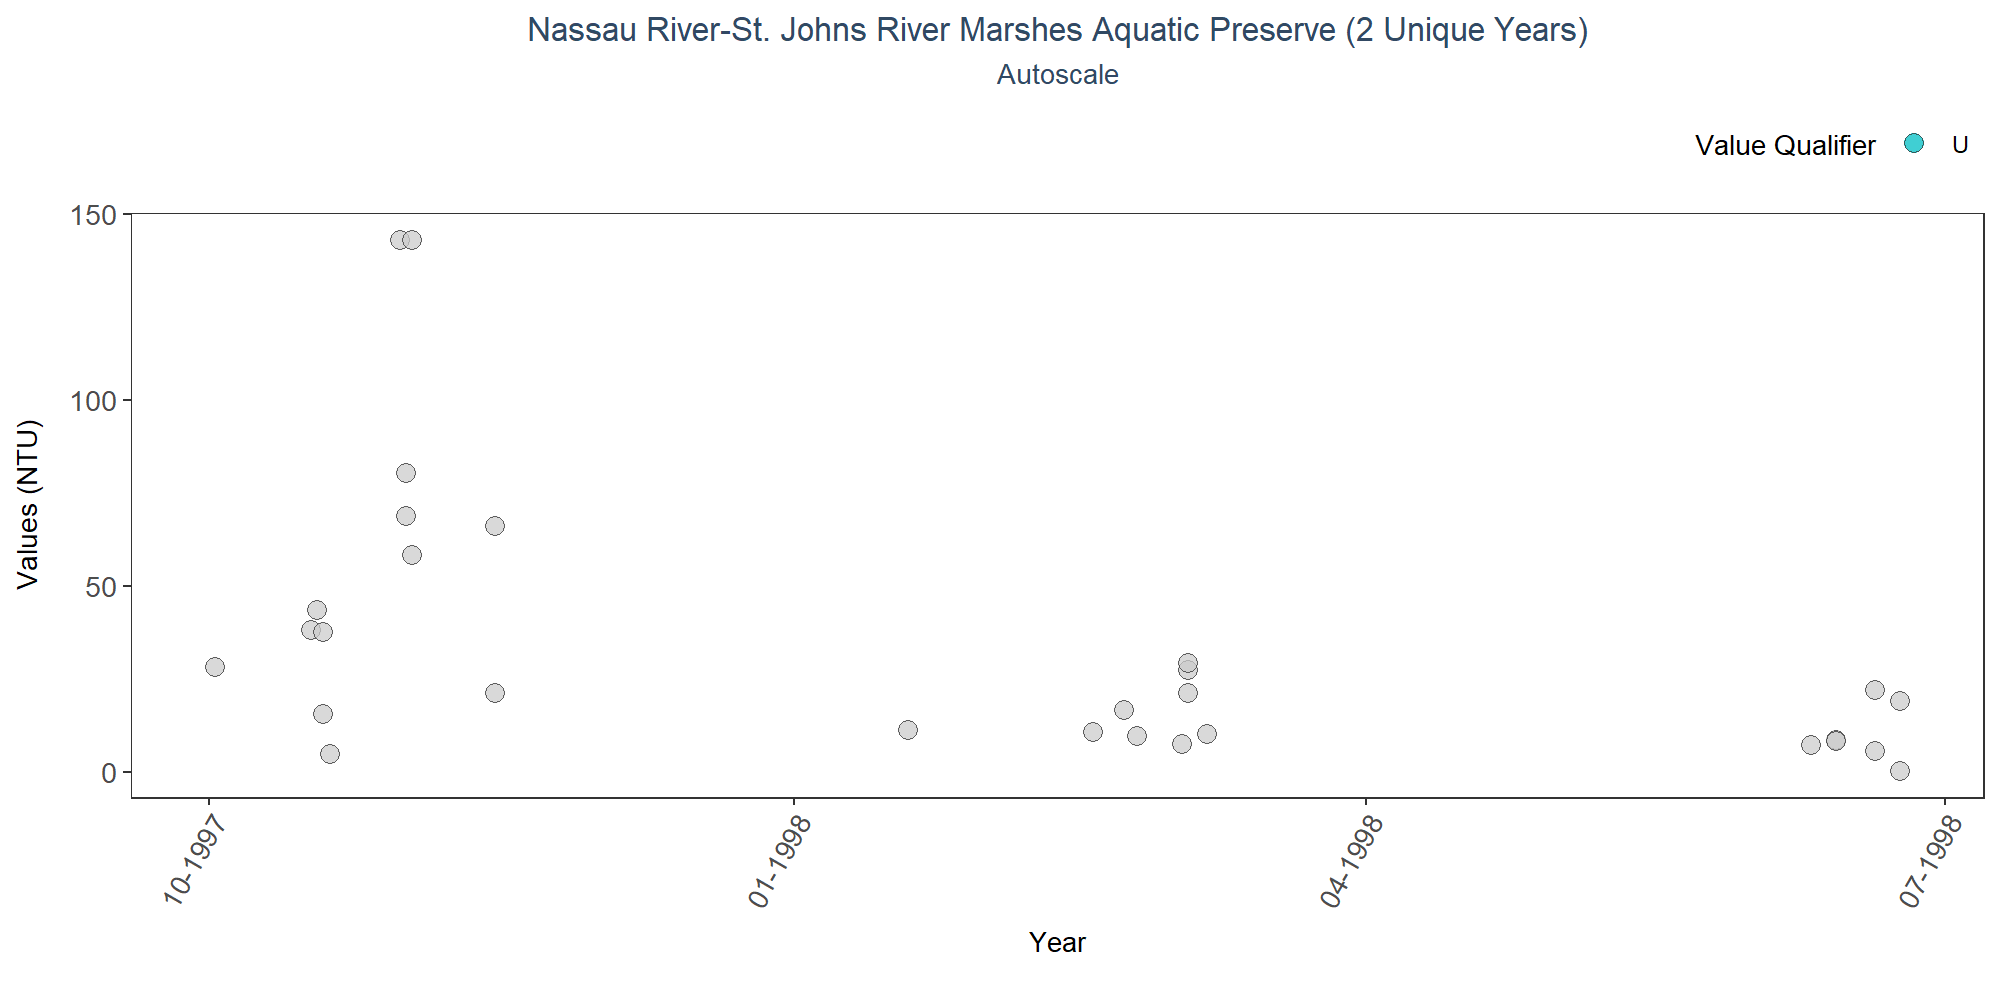 Nassau River-St. Johns River Marshes Aquatic Preserve (2 Unique Years)
Autoscale
Value Qualifier U
150
100
50
0
Values (NTU)
10-1997
01-1998
04-1998
07-1998
Year